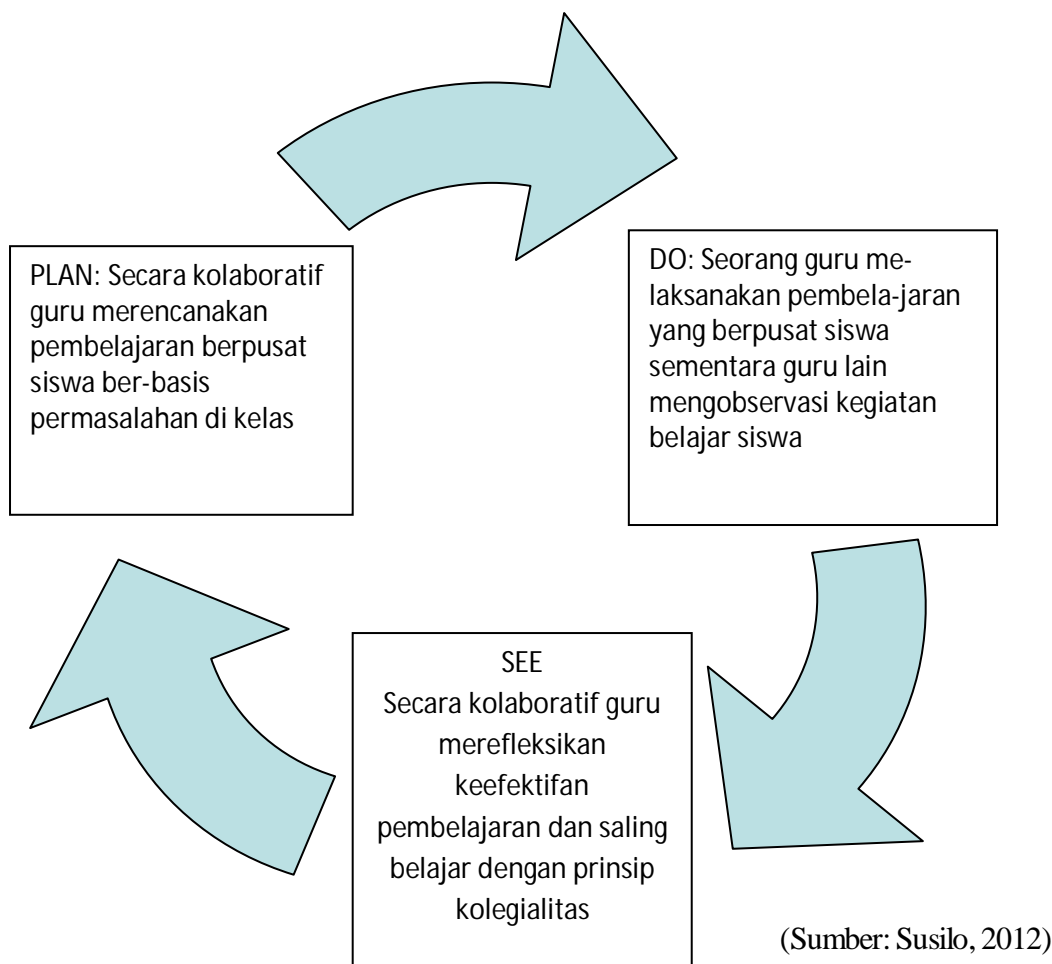 PLAN: Secara kolaboratif
guru merencanakan
pembelajaran berpusat
siswa ber-basis
permasalahan di kelas
DO: Seorang guru me-
laksanakan pembela-jaran
yang berpusat siswa
sementara guru lain
mengobservasi kegiatan
belajar siswa
SEE
Secara kolaboratif guru
merefleksikan
keefektifan
pembelajaran dan saling
belajar dengan prinsip
kolegialitas
(Sumber: Susilo, 2012)